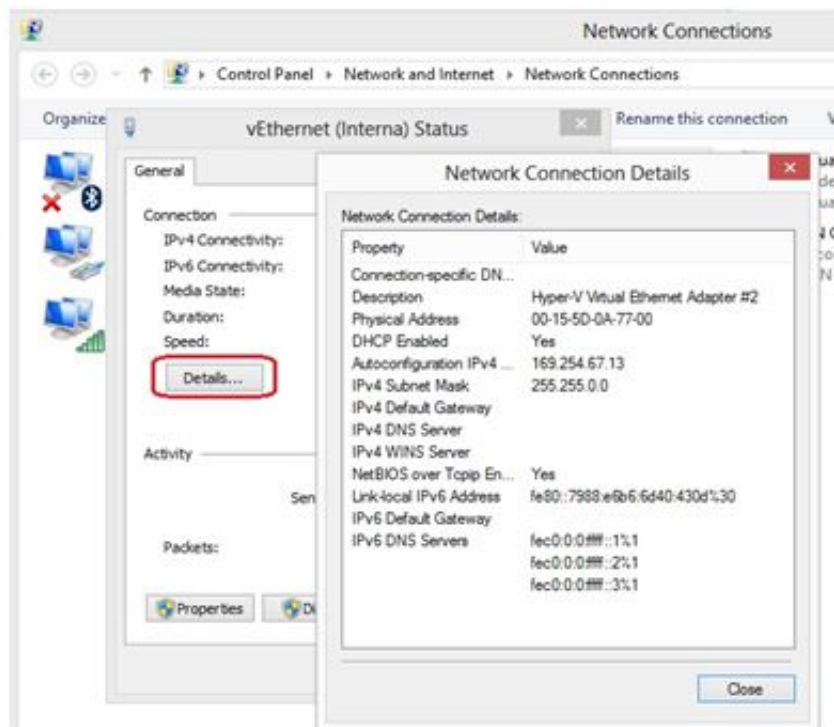 Network Connections
Control Panel Network and Internet Network Connections
Organize
Rename this connection
vEthernet (Interna) Status
General
Connection
IPv4 Connectivity:
IPv6 Connectivity:
Media State:
Duration:
Speed:
Details...
Activity
Sen
Packets:
Properties
Di
Network Connection Details
Network Connection Details:
Property Value
Connection-specific DN...
Description Hyper-V Virtual Ethernet Adapter #2
Physical Address 00-15-5D-0A-77-00
DHCP Enabled Yes
Autoconfiguration IPv4 ... 169.254.67.13
IPv4 Subnet Mask 255.255.0.0
IPv4 Default Gateway
IPv4 DNS Server
IPv4 WINS Server
NetBIOS over Tcpip En... Yes
Link-local IPv6 Address fe80::7988:e6b6:6d40:430d%30
IPv6 Default Gateway
IPv6 DNS Servers fec0:0:0:ffff::1%1
fec0:0:0:ffff::2%1
fec0:0:0:ffff::3%1
Close